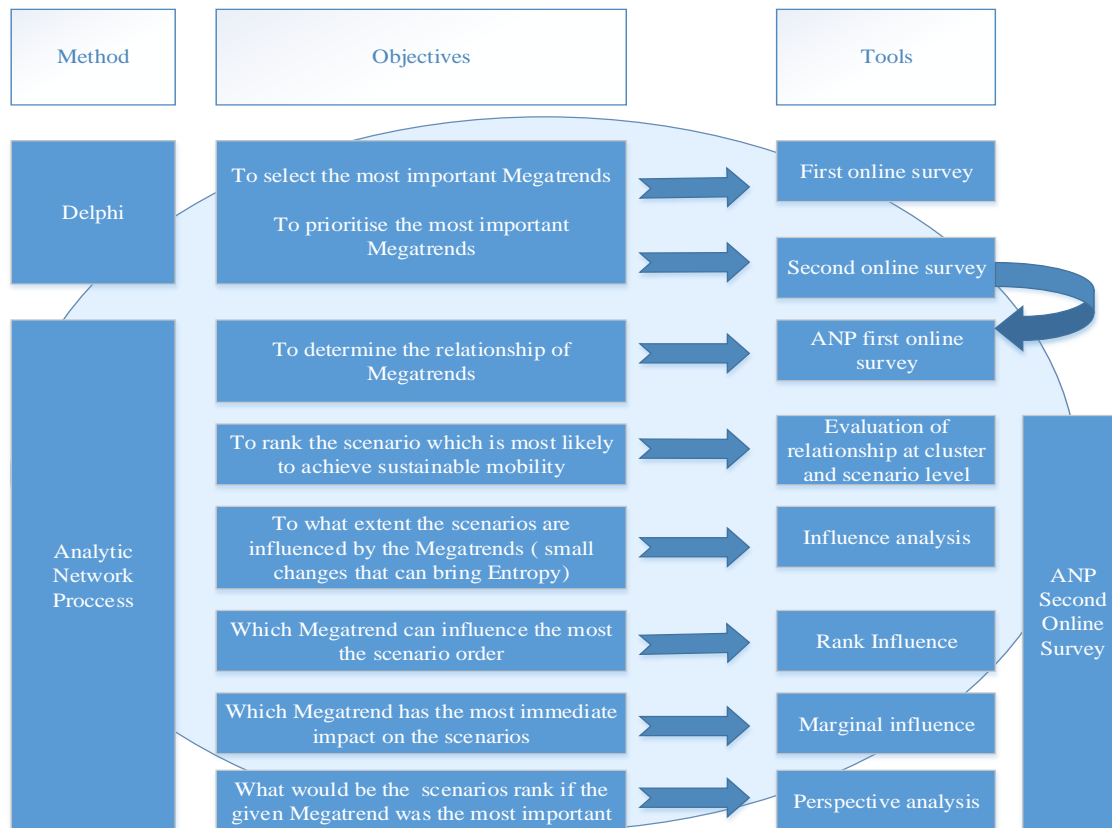 Method
Objectives
Tools
Delphi
To select the most important Megatrends
To prioritise the most important
Megatrends
First online survey
Second online survey
Analytic
Network
Proccess
To determine the relationship of
Megatrends
ANP first online
survey
To rank the scenario which is most likely
to achieve sustainable mobility
Evaluation of
relationship at cluster
and scenario level
To what extent the scenarios are
influenced by the Megatrends ( small
changes that can bring Entropy)
Influence analysis
Which Megatrend can influence the most
the scenario order
Rank Influence
Which Megatrend has the most immediate
impact on the scenarios
Marginal influence
What would be the scenarios rank if the
given Megatrend was the most important
Perspective analysis
ANP
Second
Online
Survey